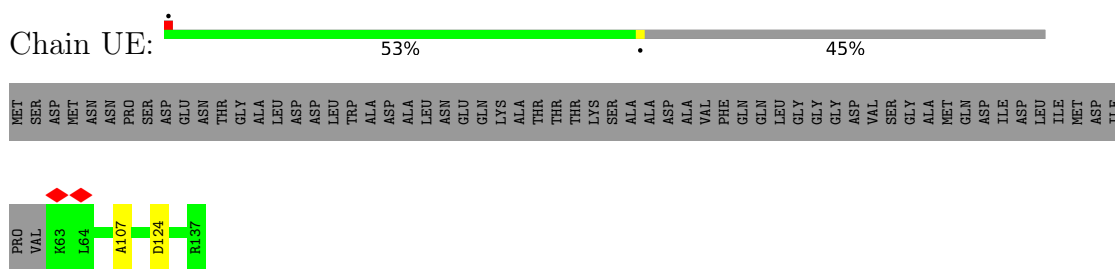 Chain UE:
53%
45%
MET SER ASP MET ASN ASN PRO SER ASP GLU ASN THR GLY ALA LEU ASP ASP LEU TRP ALA ASP ALA LEU ASN GLU GLN LYS ALA THR THR THR LYS SER ALA ALA ASP ALA VAL PHE GLN GLN LEU GLY GLY GLY ASP VAL SER GLY ALA MET GLN ASP ILE ASP LEU ILE MET ASP ILE
PRO VAL K63 L64 A107 D124 R137